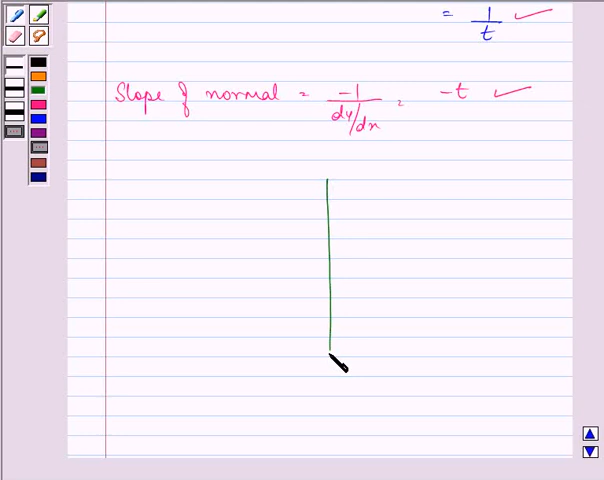 = 1/t
Slope of normal = -1/(dy/dx) = -t